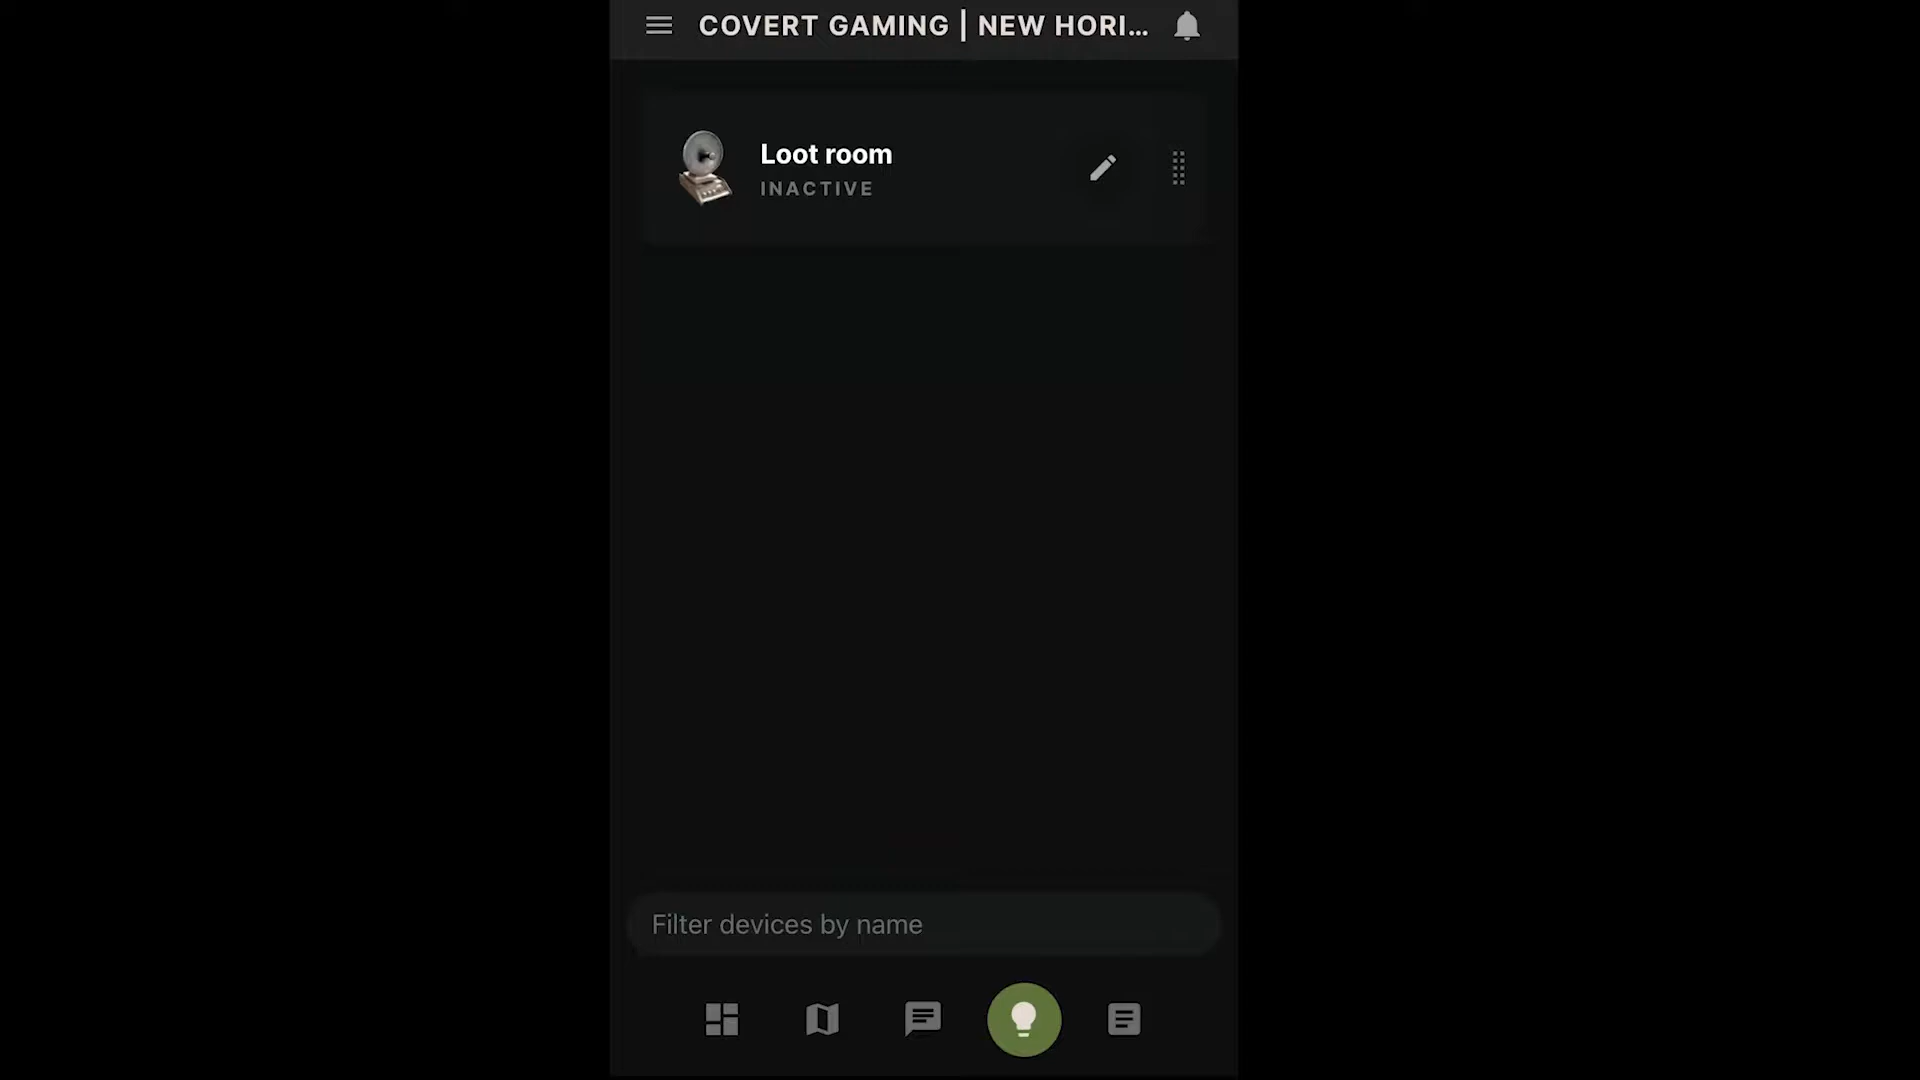 COVERT GAMING | NEW HORI...
Loot room
INACTIVE
Filter devices by name